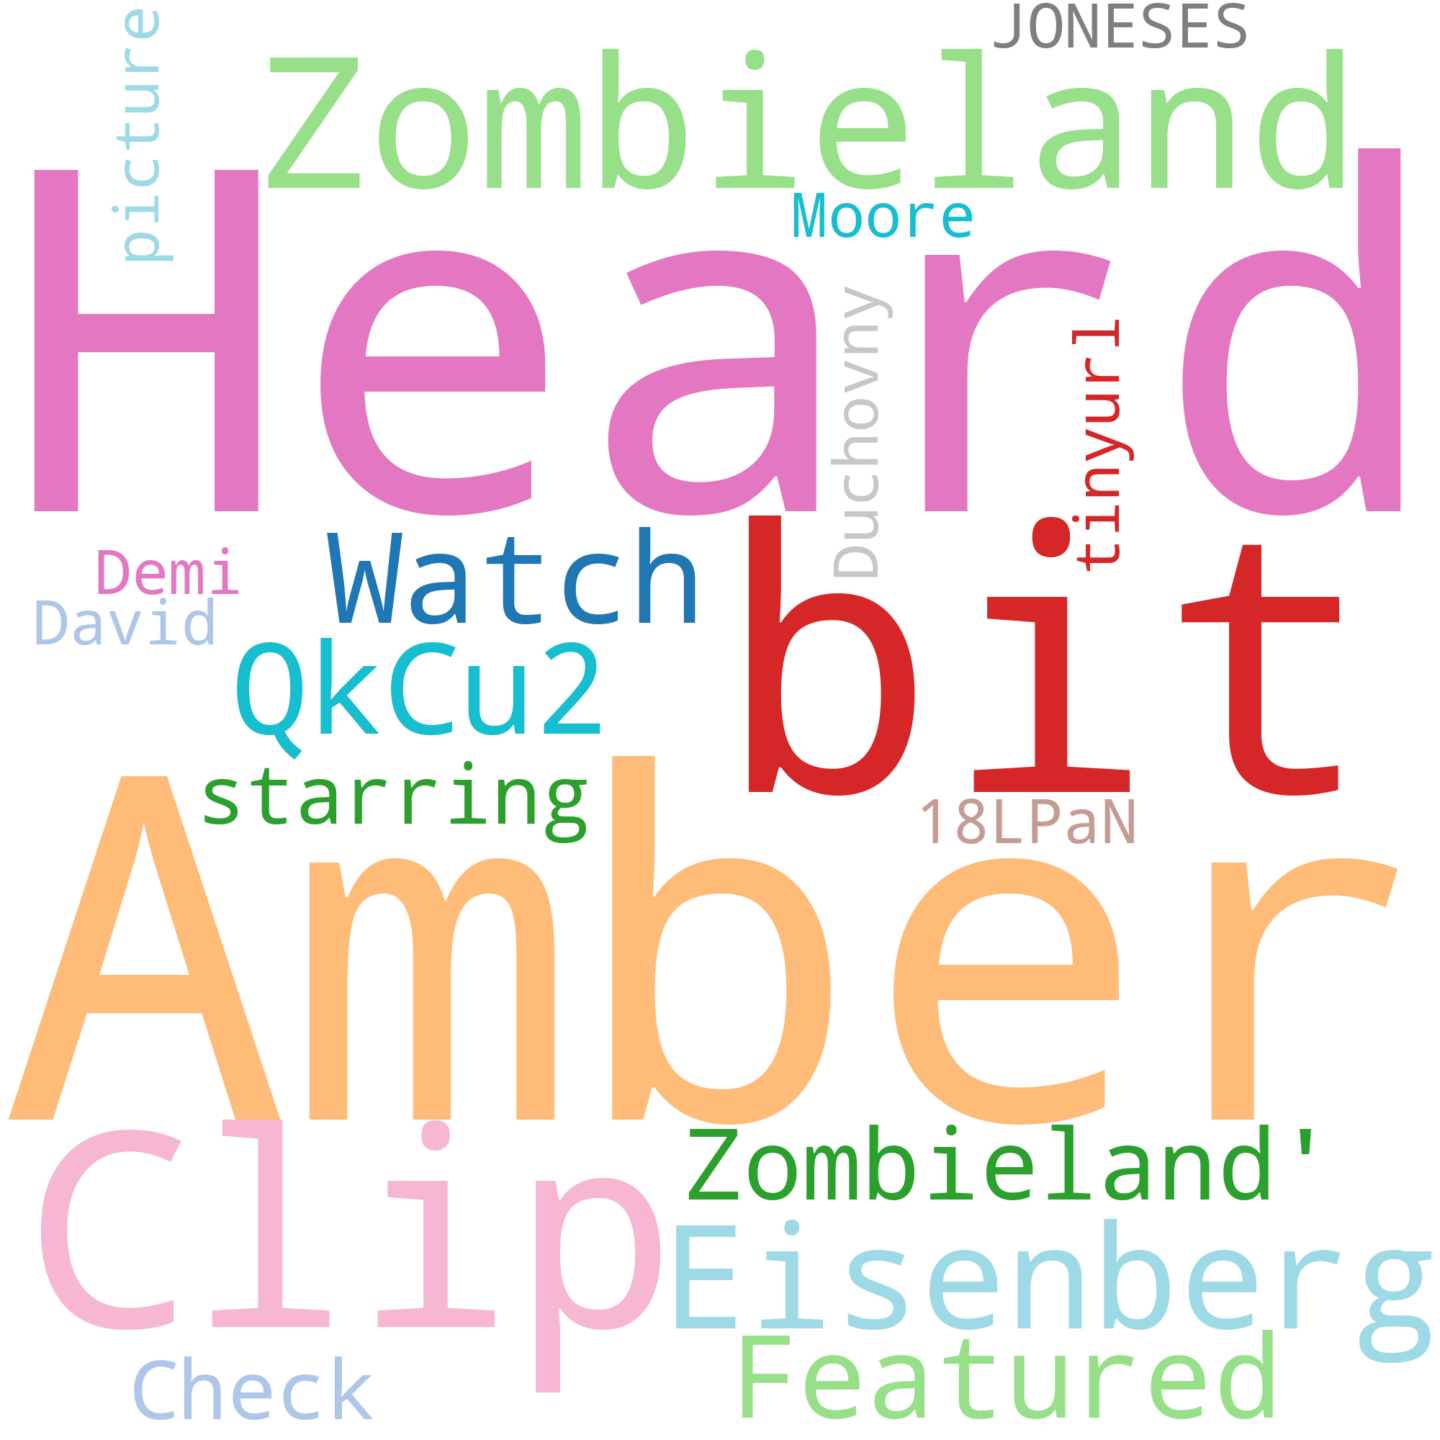 JONESES
picture
Zombieland
Moore
Heard
Duchovny
tinyurl
Watch
bit
Demi
David
QkCu2
starring
18LPaN
Amber
Clip
Zombieland'
Eisenberg
Featured
Check